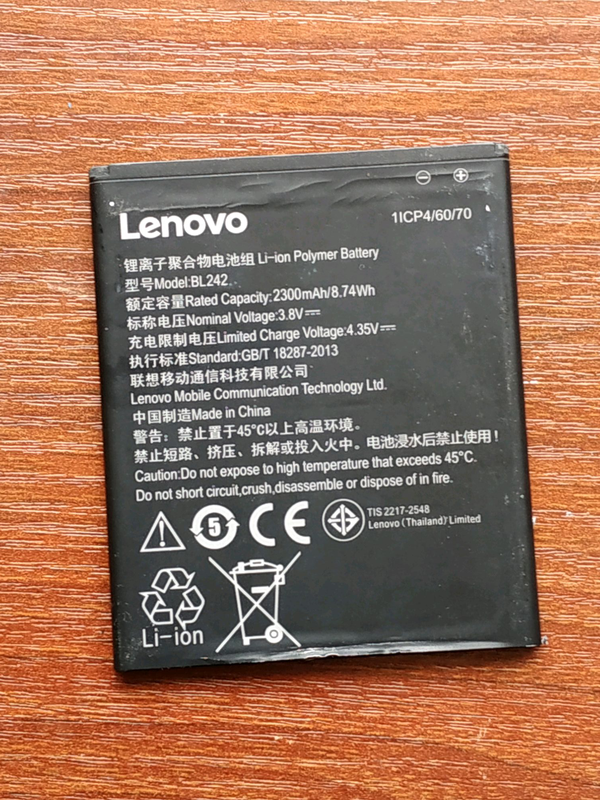 Lenovo
1ICP4/60/70
锂离子聚合物电池组 Li-ion Polymer Battery
型号Model:BL242
额定容量Rated Capacity:2300mAh/8.74Wh
标称电压Nominal Voltage:3.8V⎓
充电限制电压Limited Charge Voltage:4.35V⎓
执行标准Standard:GB/T 18287-2013
联想移动通信科技有限公司
Lenovo Mobile Communication Technology Ltd.
中国制造Made in China
警告：禁止置于45°C以上高温环境。
禁止短路、挤压、拆解或投入火中。电池浸水后禁止使用！
Caution:Do not expose to high temperature that exceeds 45°C.
Do not short circuit,crush,disassemble or dispose of in fire.
5
CE
TIS 2217-2548
Lenovo (Thailand) Limited
Li-ion